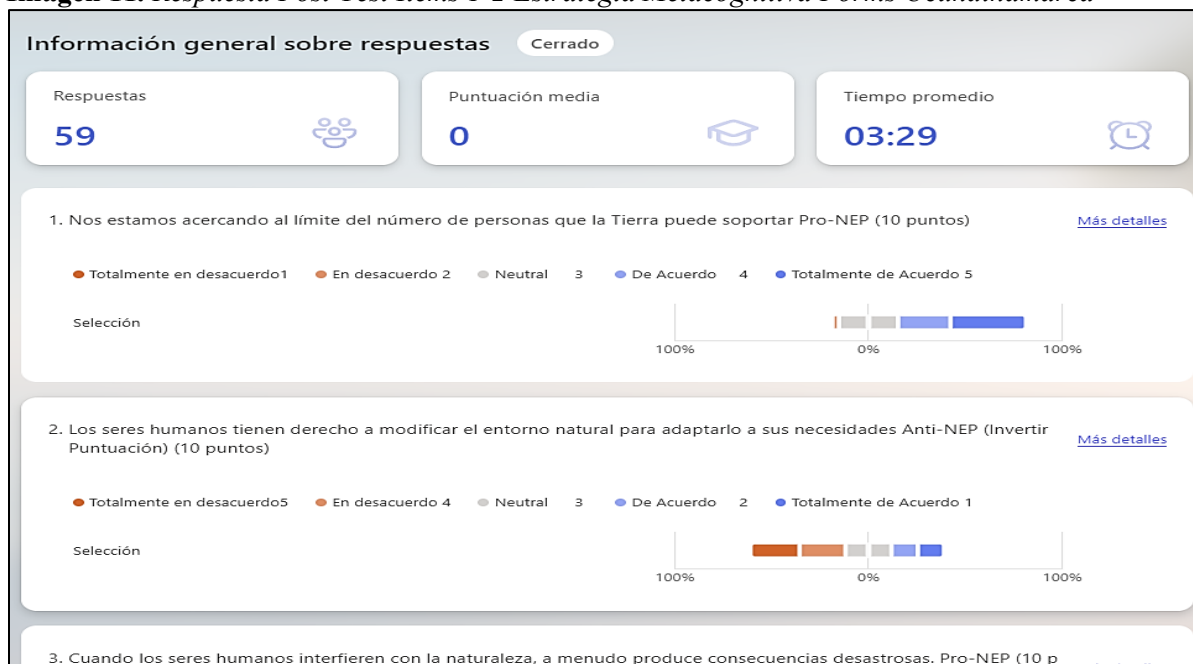 Imagen 11. Respuesta Post Test Ítems 1-2 Estrategia Metacognitiva Forms Cundinamarca
Información general sobre respuestas Cerrado
Respuestas Puntuación media Tiempo promedio
59 0 03:29
1. Nos estamos acercando al límite del número de personas que la Tierra puede soportar Pro-NEP (10 puntos) Más detalles
Totalmente en desacuerdo1 En desacuerdo 2 Neutral 3 De Acuerdo 4 Totalmente de Acuerdo 5
Selección
100% 0% 100%
2. Los seres humanos tienen derecho a modificar el entorno natural para adaptarlo a sus necesidades Anti-NEP (Invertir Más detalles
Puntuación) (10 puntos)
Totalmente en desacuerdo5 En desacuerdo 4 Neutral 3 De Acuerdo 2 Totalmente de Acuerdo 1
Selección
100% 0% 100%
3. Cuando los seres humanos interfieren con la naturaleza, a menudo produce consecuencias desastrosas. Pro-NEP (10 p